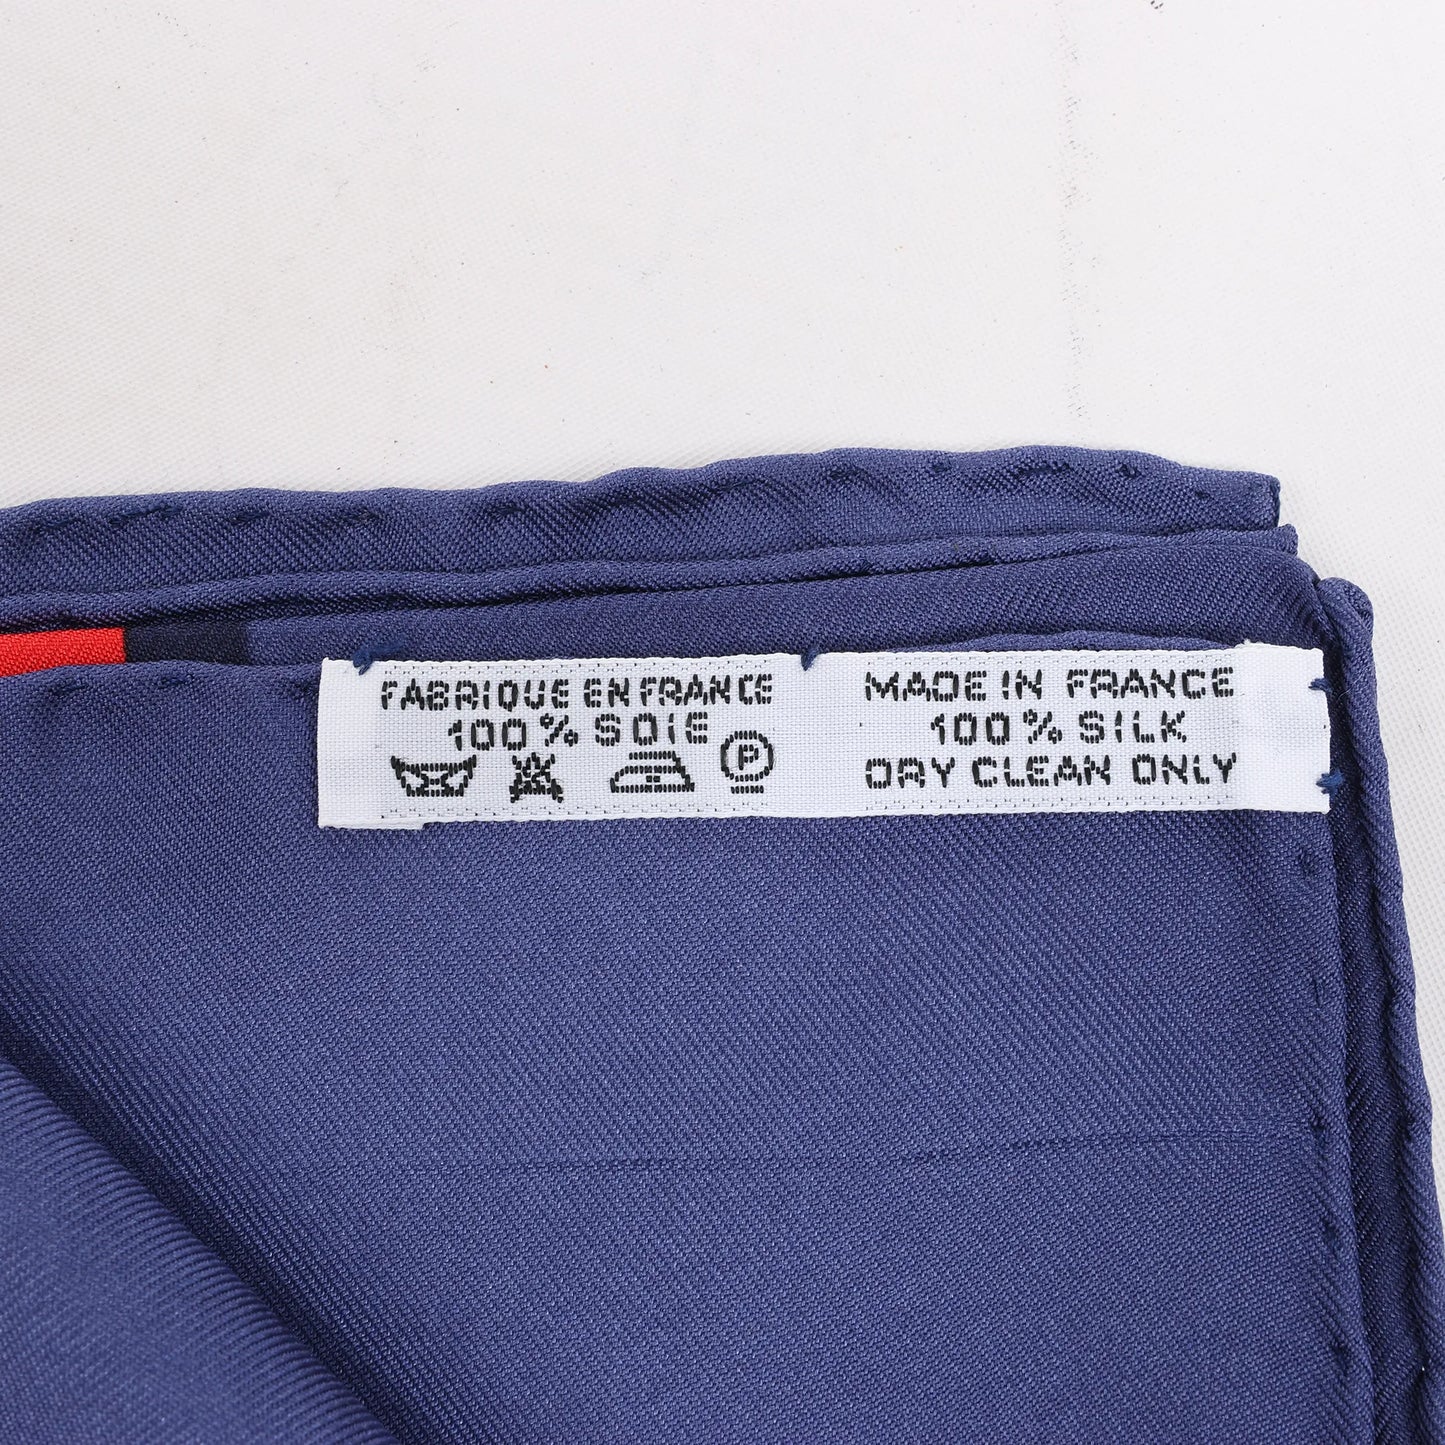 FABRIQUE EN FRANCE
100% SOIE
P
MADE IN FRANCE
100% SILK
DRY CLEAN ONLY